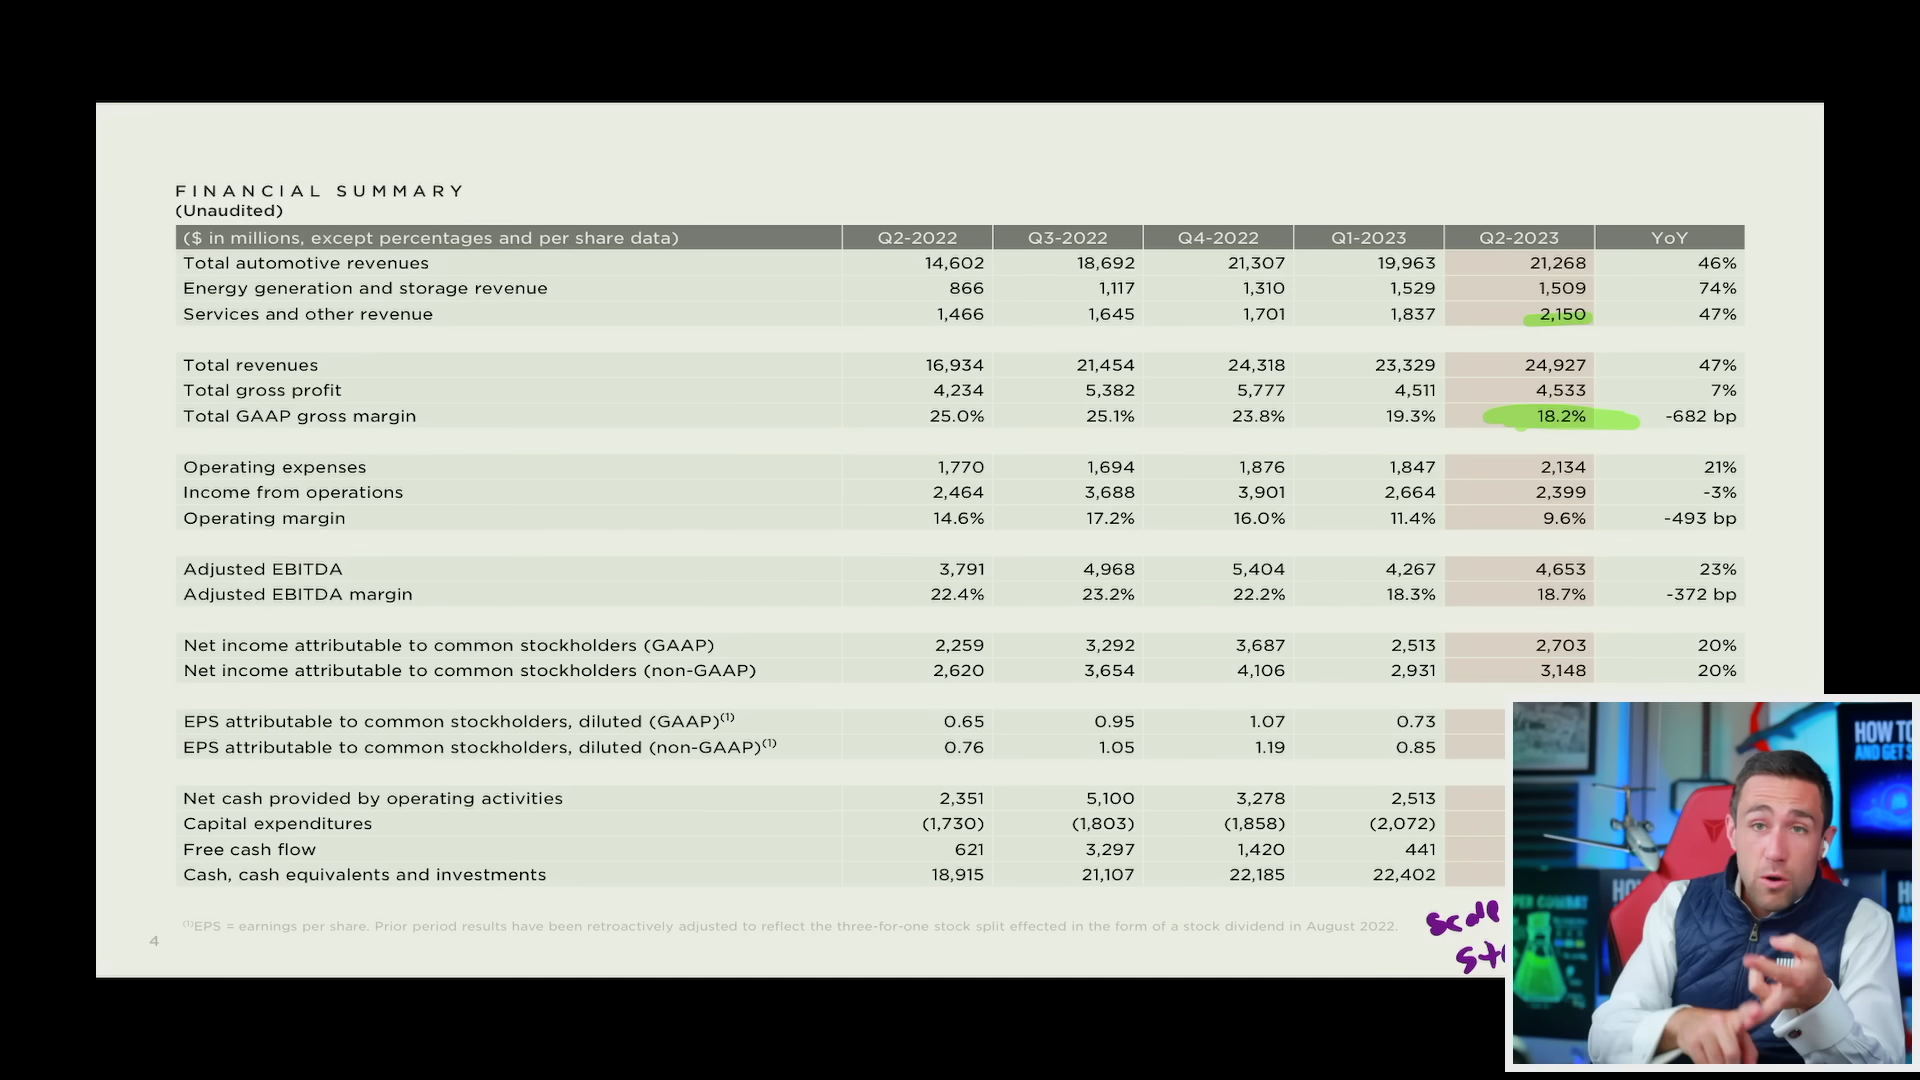 FINANCIAL SUMMARY
(Unaudited)
($ in millions, except percentages and per share data) Q2-2022 Q3-2022 Q4-2022 Q1-2023 Q2-2023 YoY
Total automotive revenues 14,602 18,692 21,307 19,963 21,268 46%
Energy generation and storage revenue 866 1,117 1,310 1,529 1,509 74%
Services and other revenue 1,466 1,645 1,701 1,837 2,150 47%
Total revenues 16,934 21,454 24,318 23,329 24,927 47%
Total gross profit 4,234 5,382 5,777 4,511 4,533 7%
Total GAAP gross margin 25.0% 25.1% 23.8% 19.3% 18.2% -682 bp
Operating expenses 1,770 1,694 1,876 1,847 2,134 21%
Income from operations 2,464 3,688 3,901 2,664 2,399 -3%
Operating margin 14.6% 17.2% 16.0% 11.4% 9.6% -493 bp
Adjusted EBITDA 3,791 4,968 5,404 4,267 4,653 23%
Adjusted EBITDA margin 22.4% 23.2% 22.2% 18.3% 18.7% -372 bp
Net income attributable to common stockholders (GAAP) 2,259 3,292 3,687 2,513 2,703 20%
Net income attributable to common stockholders (non-GAAP) 2,620 3,654 4,106 2,931 3,148 20%
EPS attributable to common stockholders, diluted (GAAP)(1) 0.65 0.95 1.07 0.73
EPS attributable to common stockholders, diluted (non-GAAP)(1) 0.76 1.05 1.19 0.85
Net cash provided by operating activities 2,351 5,100 3,278 2,513
Capital expenditures (1,730) (1,803) (1,858) (2,072)
Free cash flow 621 3,297 1,420 441
Cash, cash equivalents and investments 18,915 21,107 22,185 22,402
(1)EPS = earnings per share. Prior period results have been retroactively adjusted to reflect the three-for-one stock split effected in the form of a stock dividend in August 2022.
4
Scale
HOW TO
AND GET